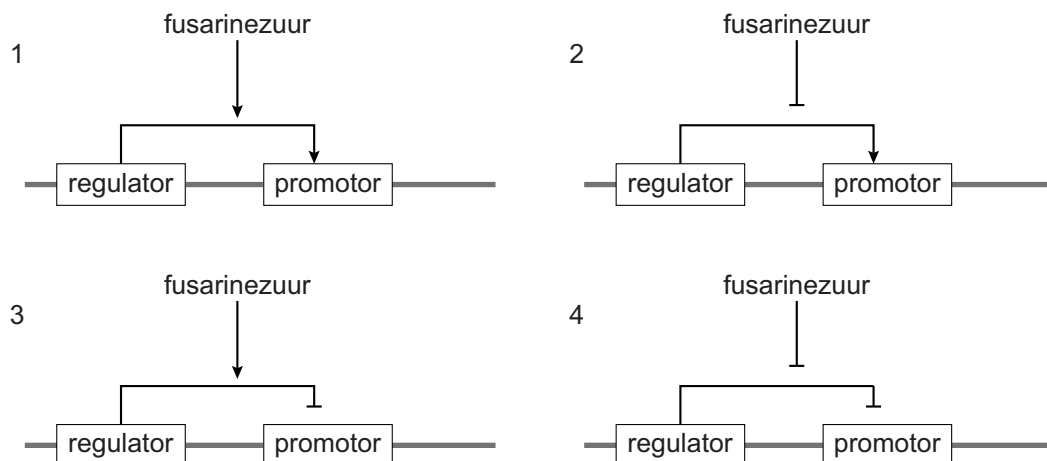 fusarinezuur
1
regulator
promotor
fusarinezuur
2
regulator
promotor
fusarinezuur
3
regulator
promotor
fusarinezuur
4
regulator
promotor